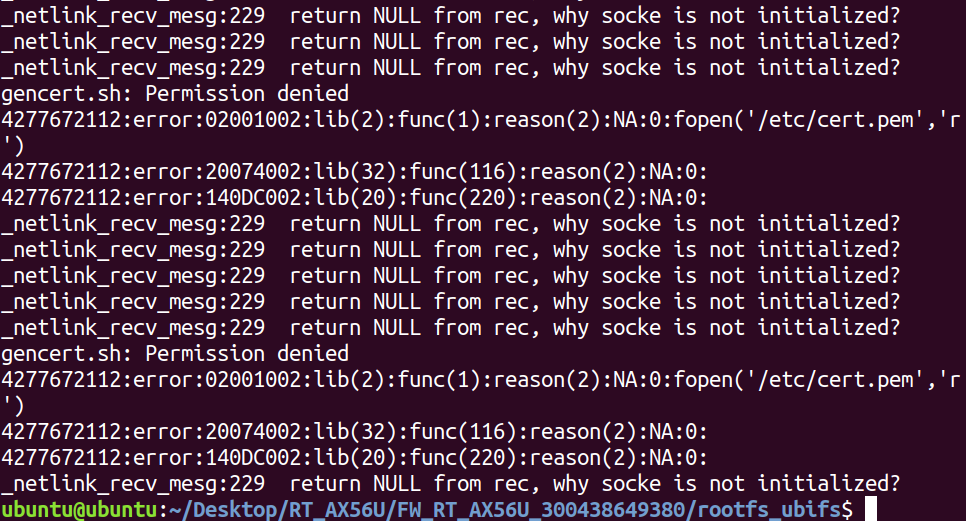 _netlink_recv_mesg:229  return NULL from rec, why socke is not initialized?
_netlink_recv_mesg:229  return NULL from rec, why socke is not initialized?
_netlink_recv_mesg:229  return NULL from rec, why socke is not initialized?
gencert.sh: Permission denied
4277672112:error:02001002:lib(2):func(1):reason(2):NA:0:fopen('/etc/cert.pem','r
')
4277672112:error:20074002:lib(32):func(116):reason(2):NA:0:
4277672112:error:140DC002:lib(20):func(220):reason(2):NA:0:
_netlink_recv_mesg:229  return NULL from rec, why socke is not initialized?
_netlink_recv_mesg:229  return NULL from rec, why socke is not initialized?
_netlink_recv_mesg:229  return NULL from rec, why socke is not initialized?
_netlink_recv_mesg:229  return NULL from rec, why socke is not initialized?
_netlink_recv_mesg:229  return NULL from rec, why socke is not initialized?
gencert.sh: Permission denied
4277672112:error:02001002:lib(2):func(1):reason(2):NA:0:fopen('/etc/cert.pem','r
')
4277672112:error:20074002:lib(32):func(116):reason(2):NA:0:
4277672112:error:140DC002:lib(20):func(220):reason(2):NA:0:
_netlink_recv_mesg:229  return NULL from rec, why socke is not initialized?
ubuntu@ubuntu:~/Desktop/RT_AX56U/FW_RT_AX56U_300438649380/rootfs_ubifs$